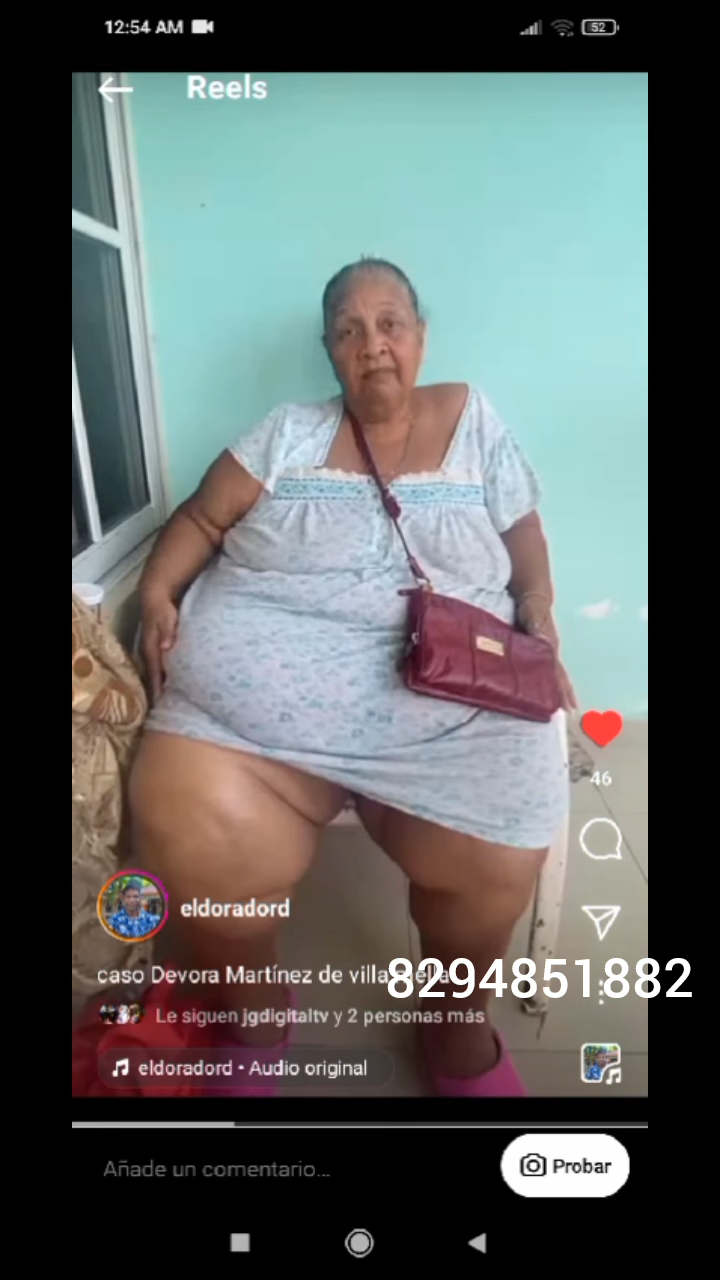 12:54 AM
52
Reels
46
eldoradord
caso Devora Martínez de villa
8294851882
Le siguen jgdigitaltv y 2 personas más
eldoradord • Audio original
Añade un comentario...
Probar